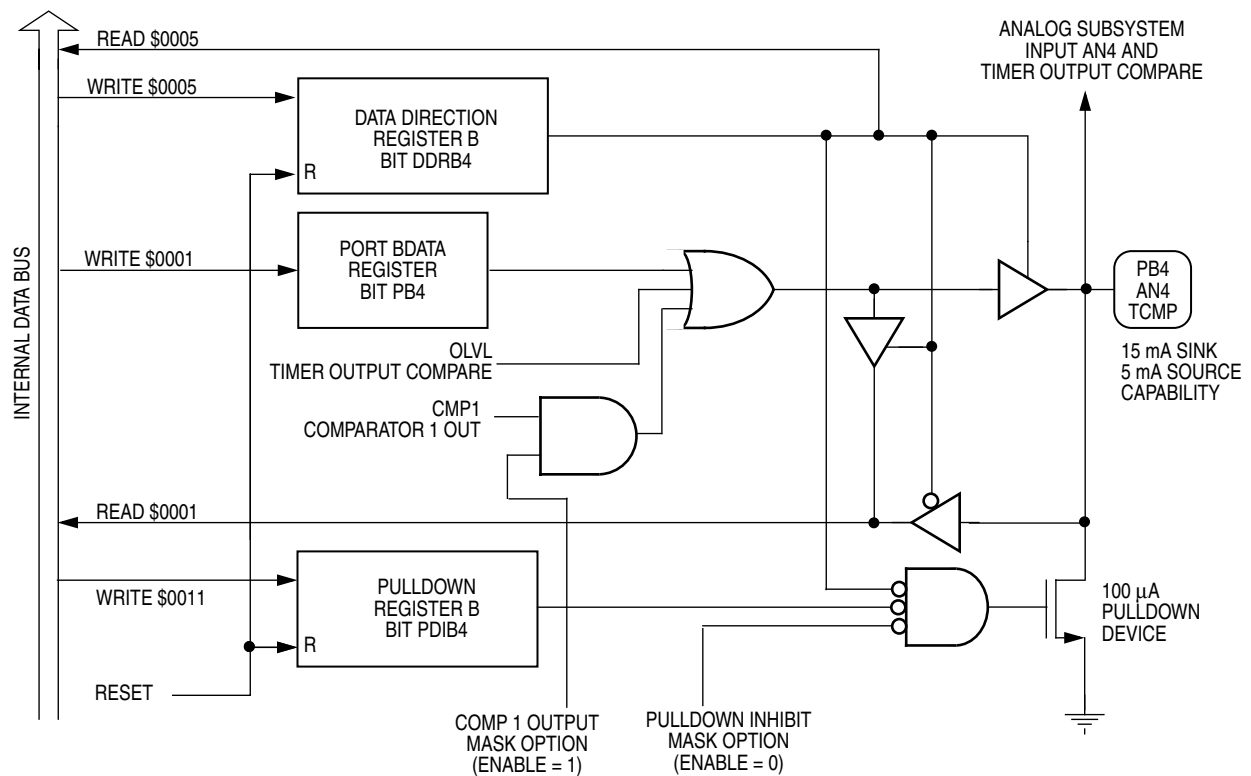 ANALOG SUBSYSTEM
INPUT AN4 AND
TIMER OUTPUT COMPARE
READ $0005
WRITE $0005
DATA DIRECTION
REGISTER B
BIT DDRB4
R
INTERNAL DATA BUS
WRITE $0001
PORT BDATA
REGISTER
BIT PB4
PB4
AN4
TCMP
15 mA SINK
5 mA SOURCE
CAPABILITY
OLVL
TIMER OUTPUT COMPARE
CMP1
COMPARATOR 1 OUT
READ $0001
WRITE $0011
PULLDOWN
REGISTER B
BIT PDIB4
R
100 µA
PULLDOWN
DEVICE
RESET
COMP 1 OUTPUT
MASK OPTION
(ENABLE = 1)
PULLDOWN INHIBIT
MASK OPTION
(ENABLE = 0)